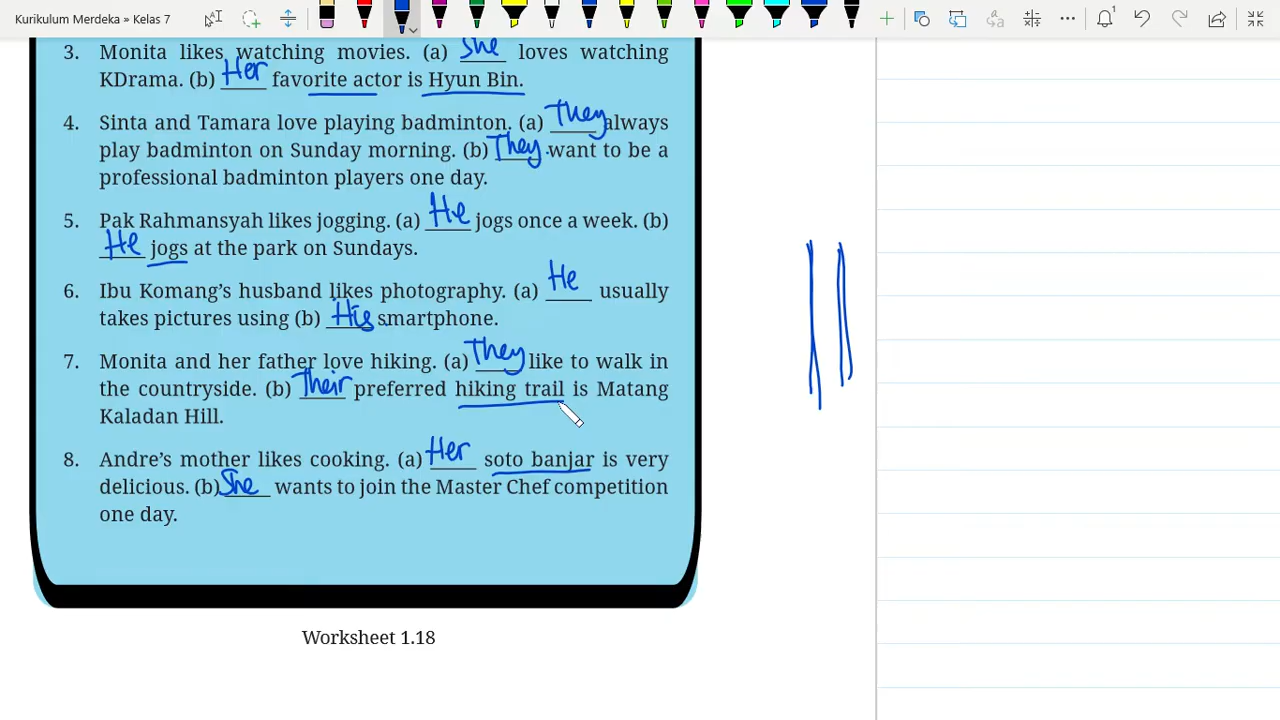 Kurikulum Merdeka » Kelas 7
3. Monita likes watching movies. (a) She loves watching
KDrama. (b) Her favorite actor is Hyun Bin.
4. Sinta and Tamara love playing badminton. (a) They always
play badminton on Sunday morning. (b) They want to be a
professional badminton players one day.
5. Pak Rahmansyah likes jogging. (a) He jogs once a week. (b)
He jogs at the park on Sundays.
6. Ibu Komang’s husband likes photography. (a) He usually
takes pictures using (b) His smartphone.
7. Monita and her father love hiking. (a) They like to walk in
the countryside. (b) Their preferred hiking trail is Matang
Kaladan Hill.
8. Andre’s mother likes cooking. (a) Her soto banjar is very
delicious. (b) She wants to join the Master Chef competition
one day.
Worksheet 1.18